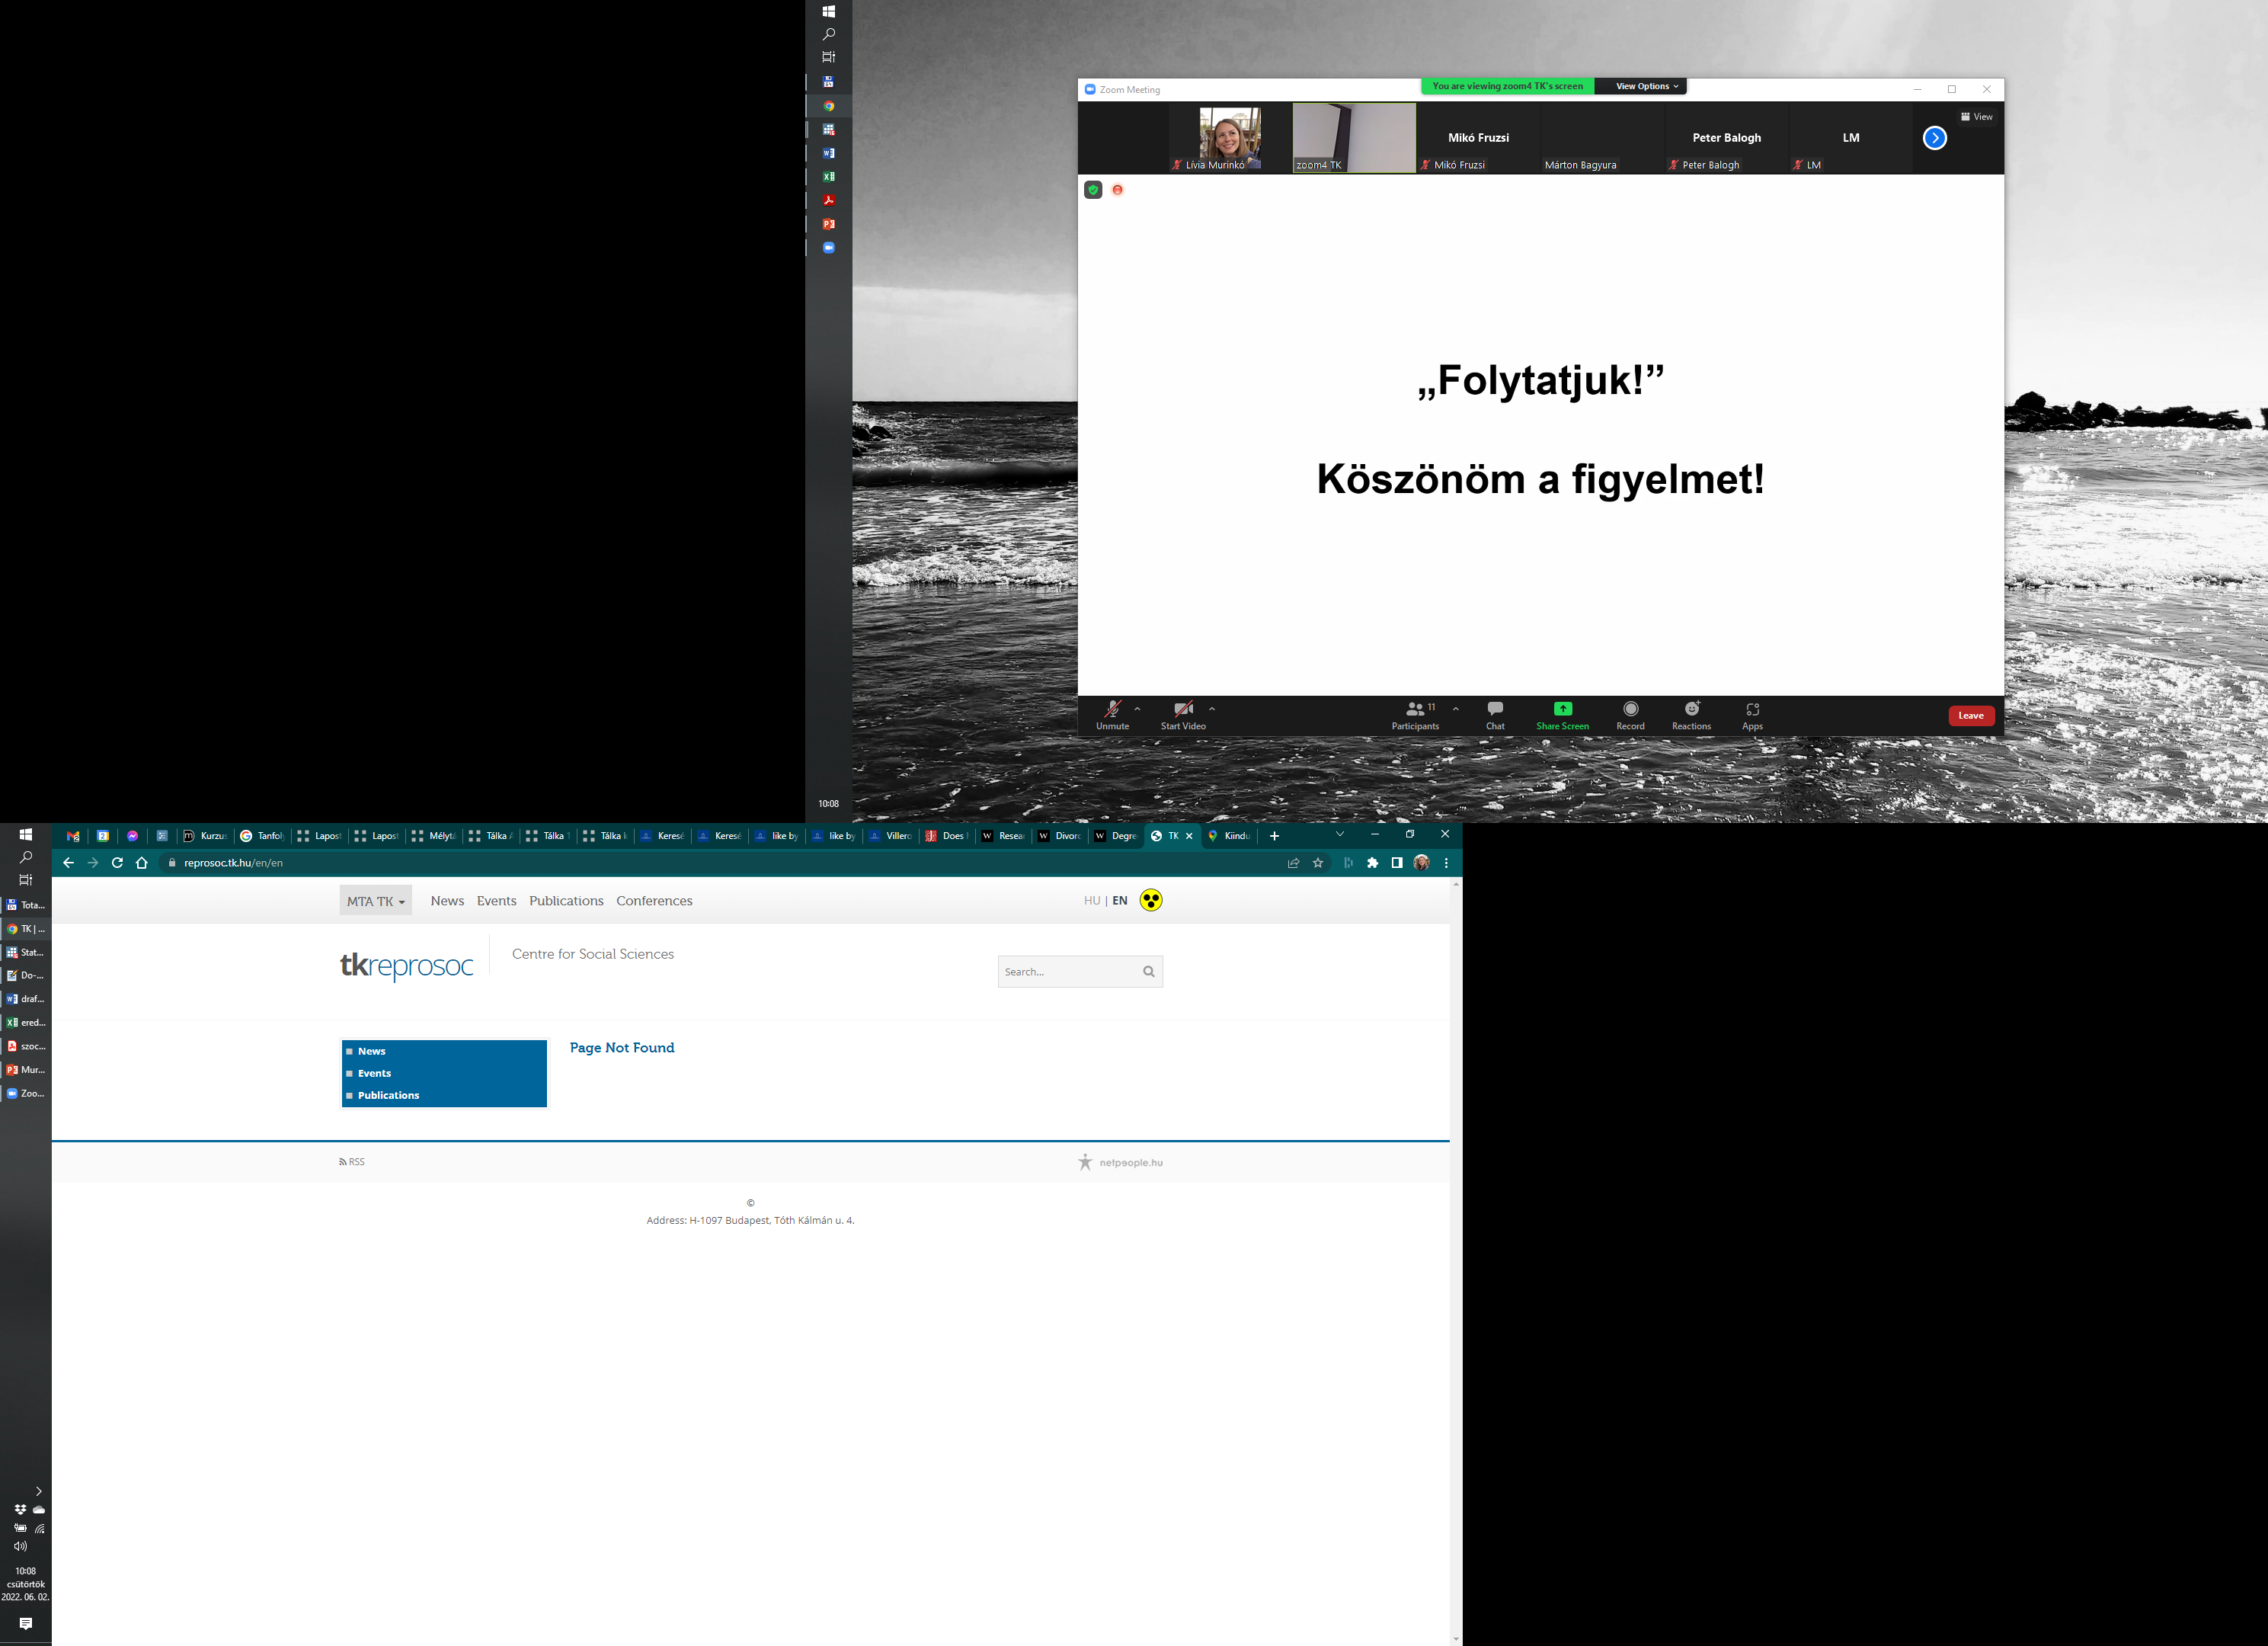 Zoom Meeting
You are viewing zoom4 TK's screen
View Options
View
Mikó Fruzsi
Peter Balogh
LM
Lívia Murinkó
zoom4 TK
Mikó Fruzsi
Márton Bagyura
Peter Balogh
LM
„Folytatjuk!”
Köszönöm a figyelmet!
Unmute
Start Video
11
Participants
Chat
Share Screen
Record
Reactions
Apps
Leave
10:08
Kurzus
Tanfoly
Lapost
Lapost
Mélytá
Tálka
Tálka
Tálka
Keresé
Keresé
like by
like by
Villero
Does
Resea
Divorc
Degre
TK
Kiindu
reprosoc.tk.hu/en/en
MTA TK
News
Events
Publications
Conferences
HU | EN
tkreprosoc
Centre for Social Sciences
Search...
News
Events
Publications
Page Not Found
RSS
netpeople.hu
©
Address: H-1097 Budapest, Tóth Kálmán u. 4.
Tota...
TK | ...
Stat...
Do-...
draf...
ered...
szoc...
Mur...
Zoo...
10:08
csütörtök
2022. 06. 02.